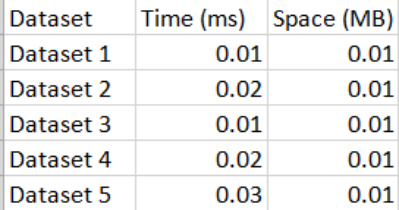 Dataset Time (ms) Space (MB)
Dataset 1 0.01 0.01
Dataset 2 0.02 0.01
Dataset 3 0.01 0.01
Dataset 4 0.02 0.01
Dataset 5 0.03 0.01